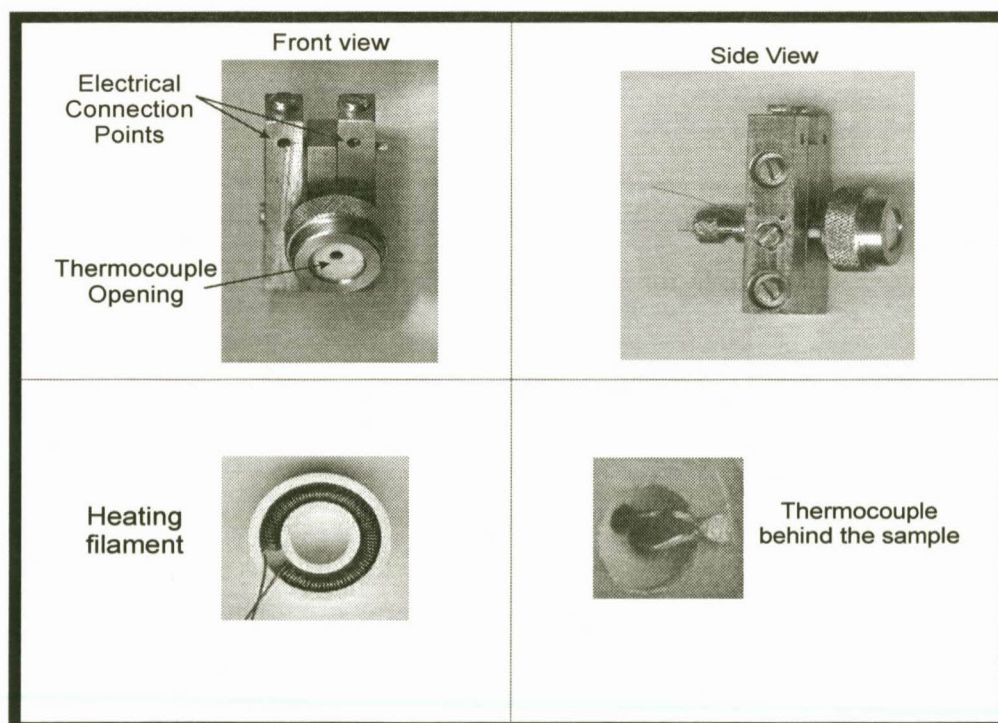 Front view
Electrical
Connection
Points
Thermocouple
Opening
Side View
Heating
filament
Thermocouple
behind the sample